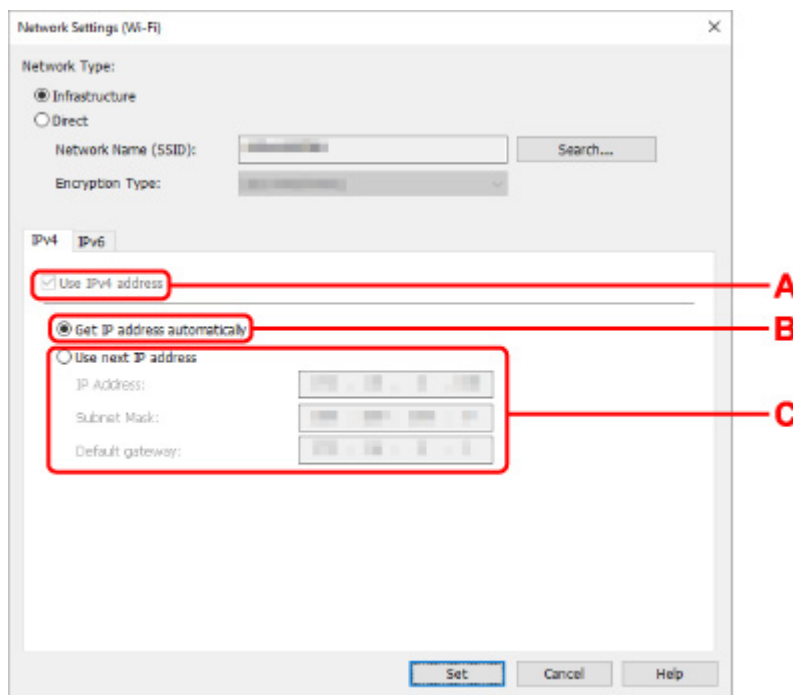 Network Settings (Wi-Fi)
Network Type:
Infrastructure
Direct
Network Name (SSID):
Search...
Encryption Type:
IPv4 IPv6
Use IPv4 address
A
Get IP address automatically
B
Use next IP address
IP Address:
Subnet Mask:
C
Default gateway:
Set Cancel Help